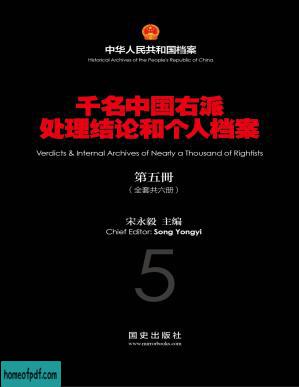 中华人民共和国档案
Historical Archives of the People's Republic of China
千名中国右派
处理结论和个人档案
Verdicts & Internal Archives of Nearly a Thousand of Rightists
第五冊
（全套共六册）
宋永毅 主编
Chief Editor: Song Yongyi
5
国史出版社
www.mirrorbooks.com
homeofpdf.com